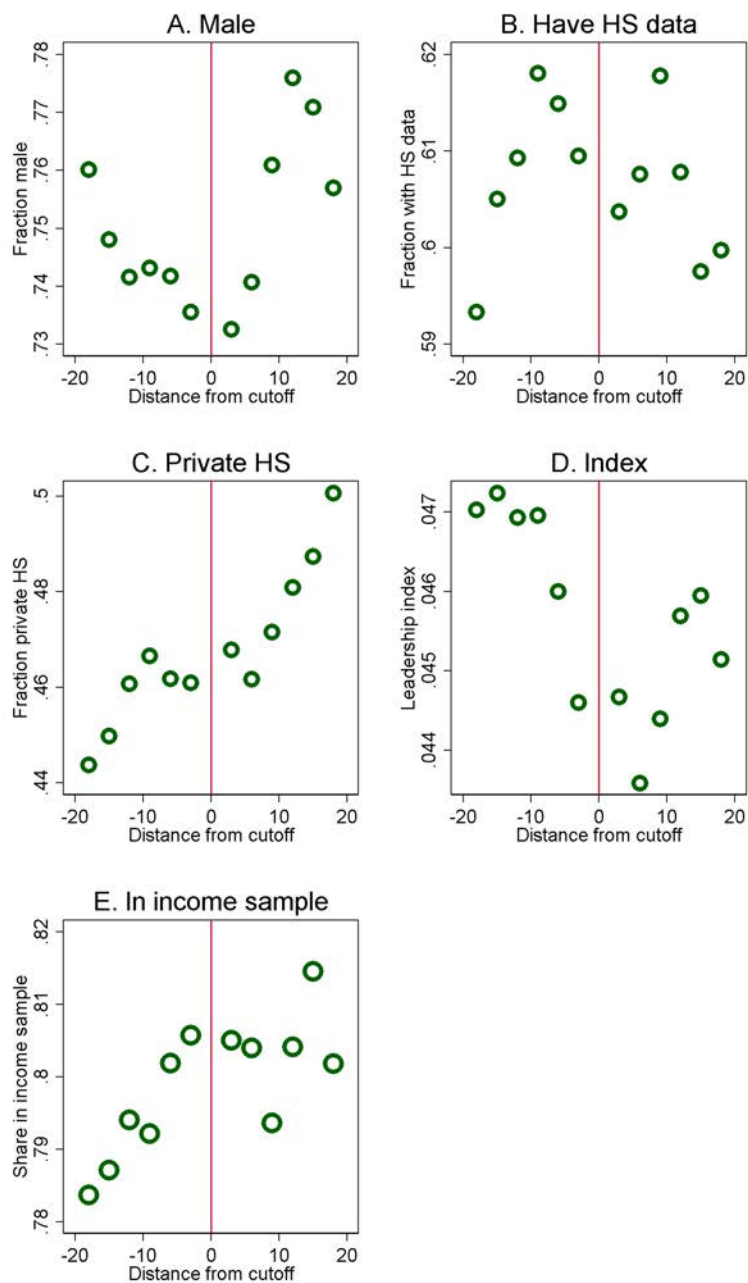 A. Male
Fraction male
.73 .74 .75 .76 .77 .78
-20 -10 0 10 20
Distance from cutoff
B. Have HS data
Fraction with HS data
.59 .6 .61 .62
-20 -10 0 10 20
Distance from cutoff
C. Private HS
Fraction private HS
.44 .46 .48 .5
-20 -10 0 10 20
Distance from cutoff
D. Index
Leadership index
.044 .045 .046 .047
-20 -10 0 10 20
Distance from cutoff
E. In income sample
Share in income sample
.78 .79 .8 .81 .82
-20 -10 0 10 20
Distance from cutoff